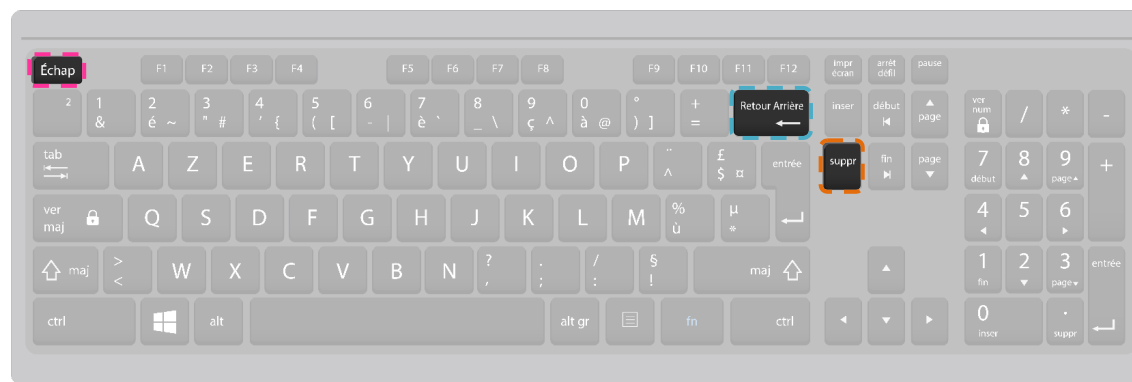 Échap F1 F2 F3 F4 F5 F6 F7 F8 F9 F10 F11 F12 impr écran arrêt défil pause
2 1 & 2 é ~ 3 " # 4 ' { 5 ( [ 6 - | 7 è ` 8 _ \ 9 ç ^ 0 à @ ° ) ] + = Retour Arrière inser début page ver num / * -
tab A Z E R T Y U I O P ¨ ^ £ $ ¤ entrée suppr fin page 7 début 8 9 page +
ver maj Q S D F G H J K L M % ù µ * 4 5 6
maj > < W X C V B N ? , . ; / : § ! maj 1 fin 2 3 page entrée
ctrl alt alt gr fn ctrl 0 inser . suppr